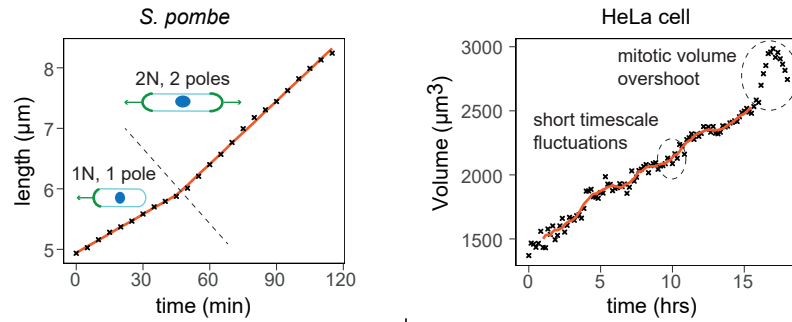 S. pombe
8
7
6
5
length (μm)
2N, 2 poles
1N, 1 pole
0
30
60
90
120
time (min)
HeLa cell
3000
2500
2000
1500
Volume (μm³)
mitotic volume
overshoot
short timescale
fluctuations
0
5
10
15
time (hrs)